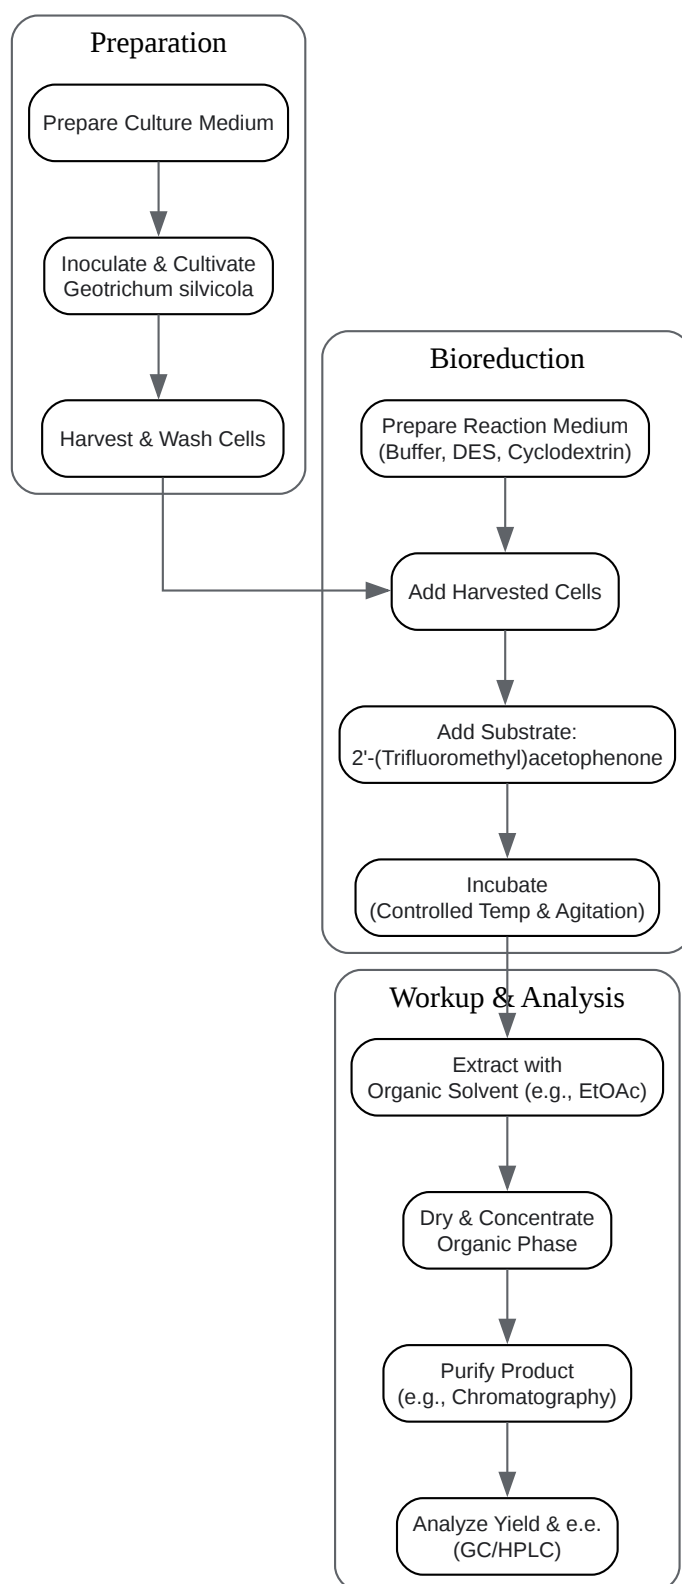 Preparation
Prepare Culture Medium
Inoculate & Cultivate
Geotrichum silvicola
Harvest & Wash Cells
Bioreduction
Prepare Reaction Medium
(Buffer, DES, Cyclodextrin)
Add Harvested Cells
Add Substrate:
2'-(Trifluoromethyl)acetophenone
Incubate
(Controlled Temp & Agitation)
Workup & Analysis
Extract with
Organic Solvent (e.g., EtOAc)
Dry & Concentrate
Organic Phase
Purify Product
(e.g., Chromatography)
Analyze Yield & e.e.
(GC/HPLC)